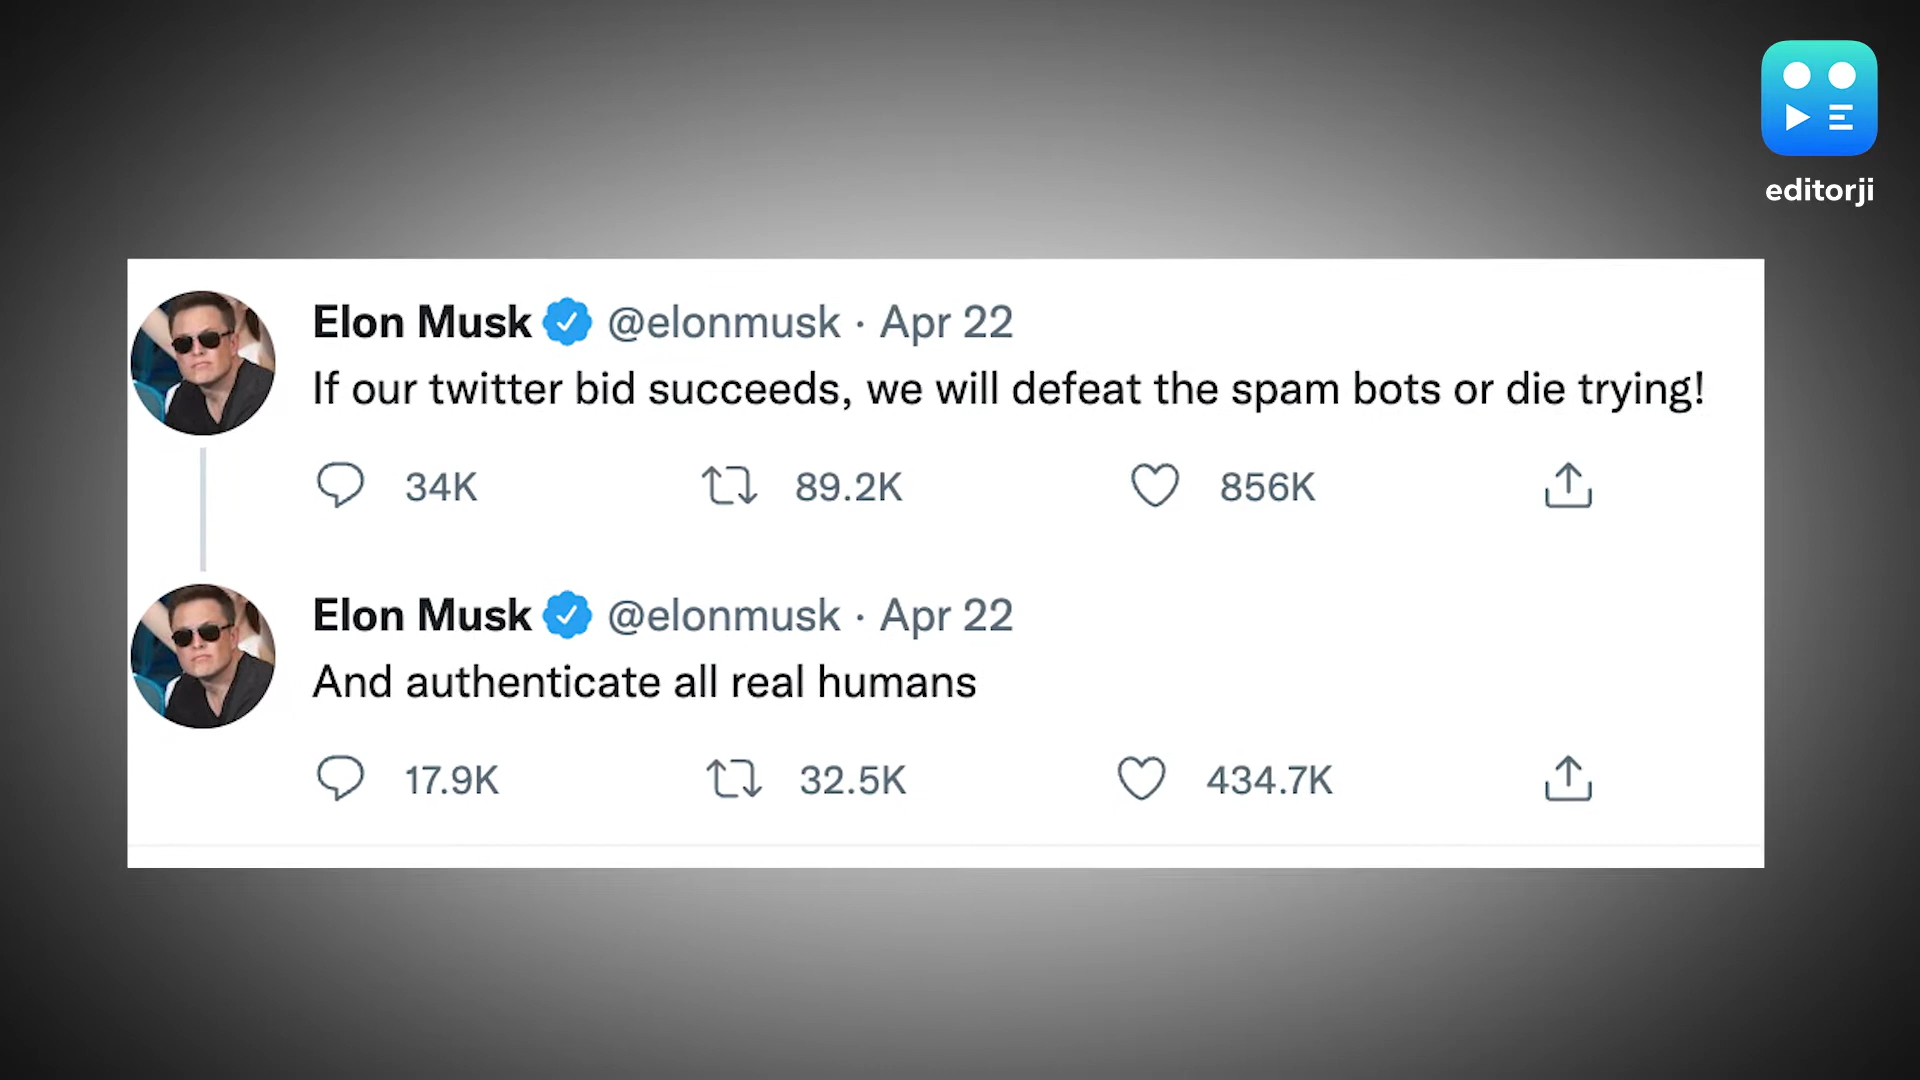 editorji
Elon Musk @elonmusk · Apr 22
If our twitter bid succeeds, we will defeat the spam bots or die trying!
34K 89.2K 856K
Elon Musk @elonmusk · Apr 22
And authenticate all real humans
17.9K 32.5K 434.7K